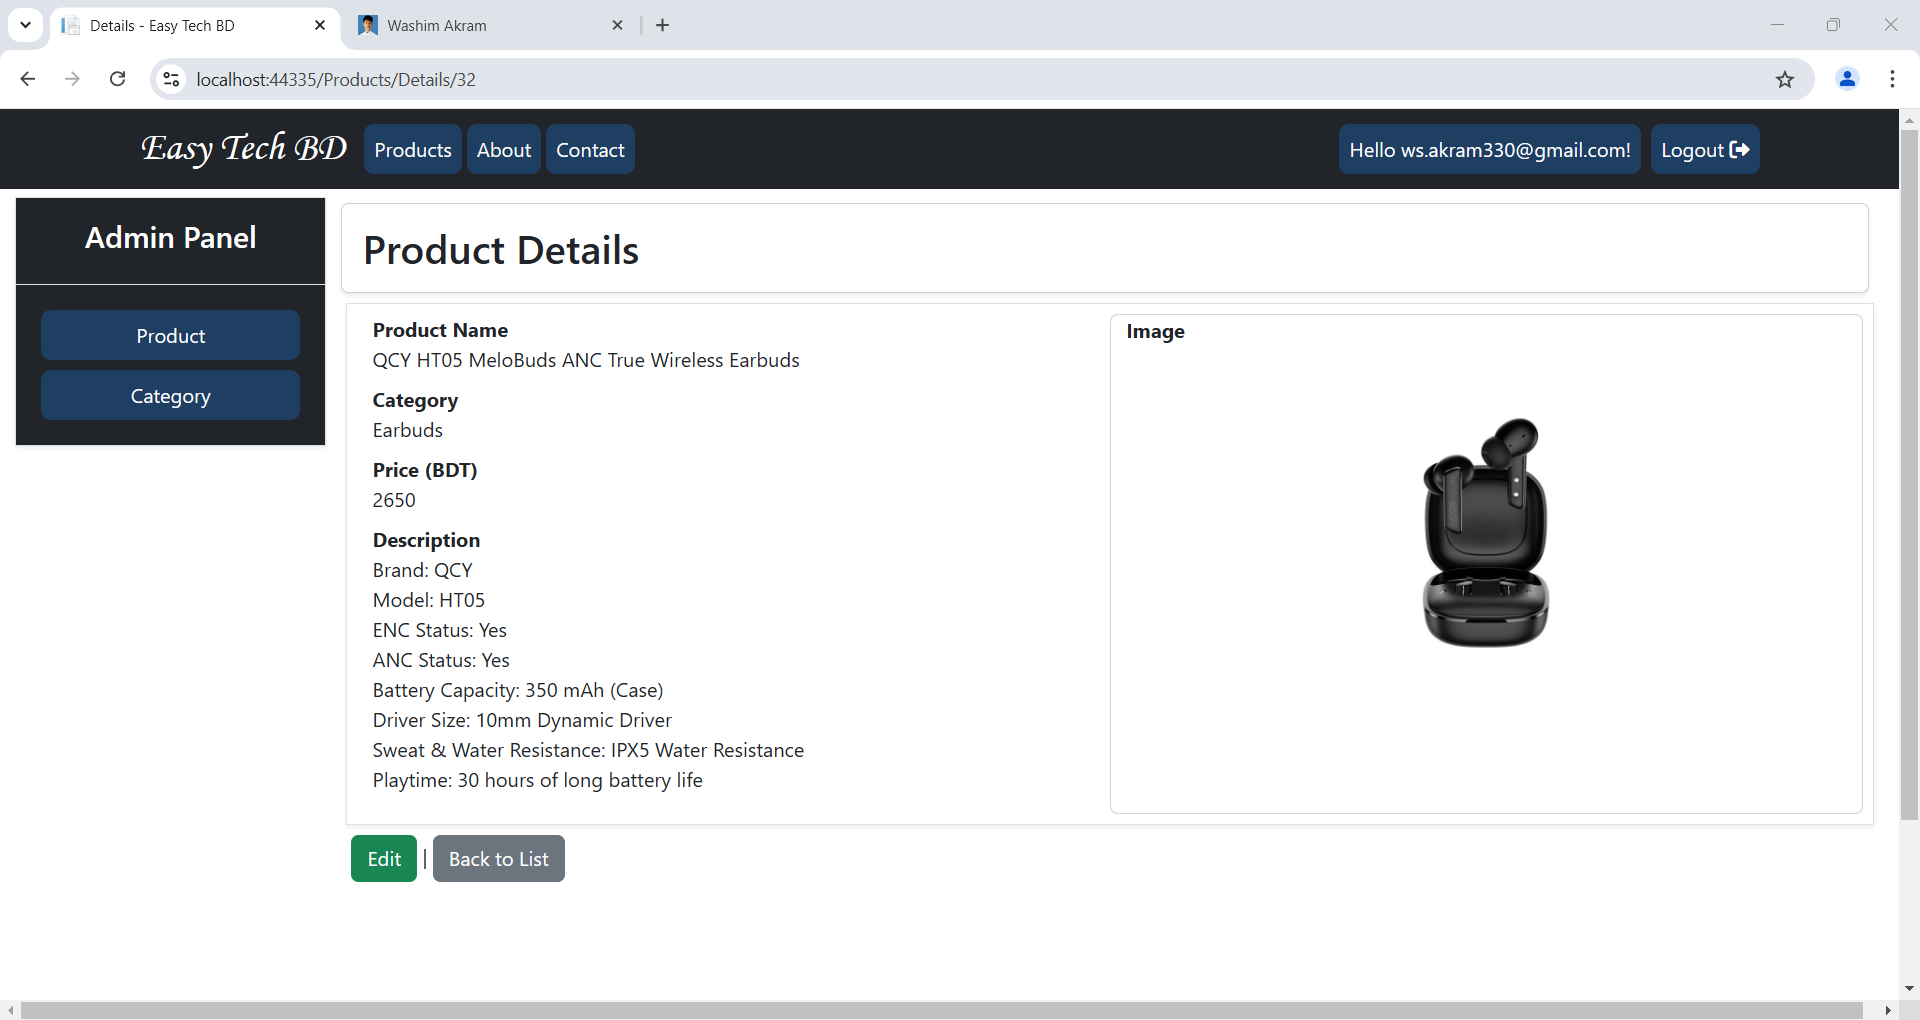 Details - Easy Tech BD
Washim Akram
localhost:44335/Products/Details/32
Easy Tech BD
Products
About
Contact
Hello ws.akram330@gmail.com!
Logout
Admin Panel
Product
Category
Product Details
Product Name
QCY HT05 MeloBuds ANC True Wireless Earbuds
Category
Earbuds
Price (BDT)
2650
Description
Brand: QCY
Model: HT05
ENC Status: Yes
ANC Status: Yes
Battery Capacity: 350 mAh (Case)
Driver Size: 10mm Dynamic Driver
Sweat & Water Resistance: IPX5 Water Resistance
Playtime: 30 hours of long battery life
Image
Edit | Back to List